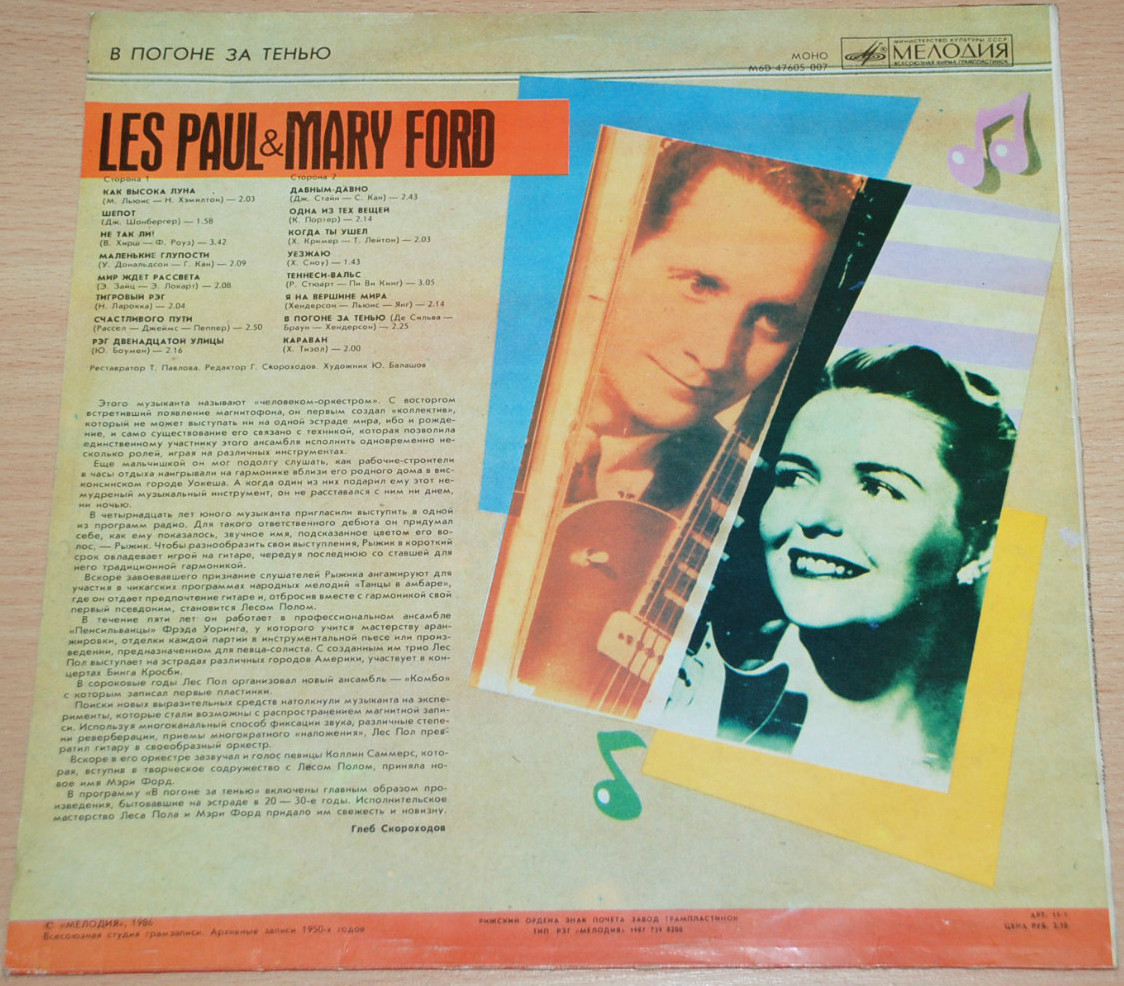 В ПОГОНЕ ЗА ТЕНЬЮ
МОНО
М60 47605 007
МИНИСТЕРСТВО КУЛЬТУРЫ СССР
МЕЛОДИЯ
ВСЕСОЮЗНАЯ ФИРМА ГРАМПЛАСТИНОК
LES PAUL & MARY FORD
Сторона 1
КАК ВЫСОКА ЛУНА
(М. Льюис — Н. Хэмилтон) — 2.03
ШЕПОТ
(Дж. Шонбергер) — 1.58
НЕ ТАК ЛИ!
(В. Хирш — Ф. Роуз) — 3.42
МАЛЕНЬКИЕ ГЛУПОСТИ
(У. Дональдсон — Г. Кан) — 2.09
МИР ЖДЕТ РАССВЕТА
(Э. Зайц — Э. Локарт) — 2.08
ТИГРОВЫЙ РЭГ
(Н. Ларокка) — 2.04
СЧАСТЛИВОГО ПУТИ
(Рассел — Джеймс — Пеппер) — 2.50
РЭГ ДВЕНАДЦАТОЙ УЛИЦЫ
(Ю. Боумен) — 2.16
Сторона 2
ДАВНЫМ-ДАВНО
(Дж. Стайн — С. Кан) — 2.43
ОДНА ИЗ ТЕХ ВЕЩЕЙ
(К. Портер) — 2.14
КОГДА ТЫ УШЕЛ
(Х. Кример — Т. Лейтон) — 2.03
УЕЗЖАЮ
(Х. Сноу) — 1.43
ТЕННЕСИ-ВАЛЬС
(Р. Стюарт — Пи Ви Кинг) — 3.05
Я НА ВЕРШИНЕ МИРА
(Хендерсон — Льюис — Янг) — 2.14
В ПОГОНЕ ЗА ТЕНЬЮ (Де Сильва —
Браун — Хендерсон) — 2.25
КАРАВАН
(Х. Тизол) — 2.00
Реставратор Т. Павлова. Редактор Г. Скороходов. Художник Ю. Балашов
Этого музыканта называют «человеком-оркестром». С восторгом
встретивший появление магнитофона, он первым создал «коллектив»,
который не может выступать ни на одной эстраде мира, ибо и рожде-
ние, и само существование его связано с техникой, которая позволила
единственному участнику этого ансамбля исполнить одновременно не-
сколько ролей, играя на различных инструментах.
Еще мальчишкой он мог подолгу слушать, как рабочие-строители
в часы отдыха наигрывали на гармонике вблизи его родного дома в вис-
консинском городе Уокеша. А когда один из них подарил ему этот не-
мудреный музыкальный инструмент, он не расставался с ним ни днем,
ни ночью.
В четырнадцать лет юного музыканта пригласили выступить в одной
из программ радио. Для такого ответственного дебюта он придумал
себе, как ему показалось, звучное имя, подсказанное цветом его во-
лос, — Рыжик. Чтобы разнообразить свои выступления, Рыжик в короткий
срок овладевает игрой на гитаре, чередуя последнюю со ставшей для
него традиционной гармоникой.
Вскоре завоевавшего признание слушателей Рыжика ангажируют для
участия в чикагских программах народных мелодий «Танцы в амбаре»,
где он отдает предпочтение гитаре и, отбросив вместе с гармоникой свой
первый псевдоним, становится Лесом Полом.
В течение пяти лет он работает в профессиональном ансамбле
«Пенсильванцы» Фрэда Уоринга, у которого учится мастерству аран-
жировки, отделки каждой партии в инструментальной пьесе или произ-
ведении, предназначенном для певца-солиста. С созданным им трио Лес
Пол выступает на эстрадах различных городов Америки, участвует в кон-
цертах Бинга Кросби.
В сороковые годы Лес Пол организовал новый ансамбль — «Комбо»
с которым записал первые пластинки.
Поиски новых выразительных средств натолкнули музыканта на экспе-
рименты, которые стали возможны с распространением магнитной запи-
си. Используя многоканальный способ фиксации звука, различные степе-
ни реверберации, приемы многократного «наложения», Лес Пол прев-
ратил гитару в своеобразный оркестр.
Вскоре в его оркестре зазвучал и голос певицы Коллин Саммерс, кото-
рая, вступив в творческое содружество с Лесом Полом, приняла но-
вое имя Мэри Форд.
В программу «В погоне за тенью» включены главным образом про-
изведения, бытовавшие на эстраде в 20 — 30-е годы. Исполнительское
мастерство Леса Пола и Мэри Форд придало им свежесть и новизну.
Глеб Скороходов
© «МЕЛОДИЯ», 1986
Всесоюзная студия грамзаписи. Архивные записи 1950-х годов
РИЖСКИЙ ОРДЕНА ЗНАК ПОЧЕТА ЗАВОД ГРАМПЛАСТИНОК
ТИП. РЗГ «МЕЛОДИЯ» 1987
АРТ. 11-1
ЦЕНА РУБ.